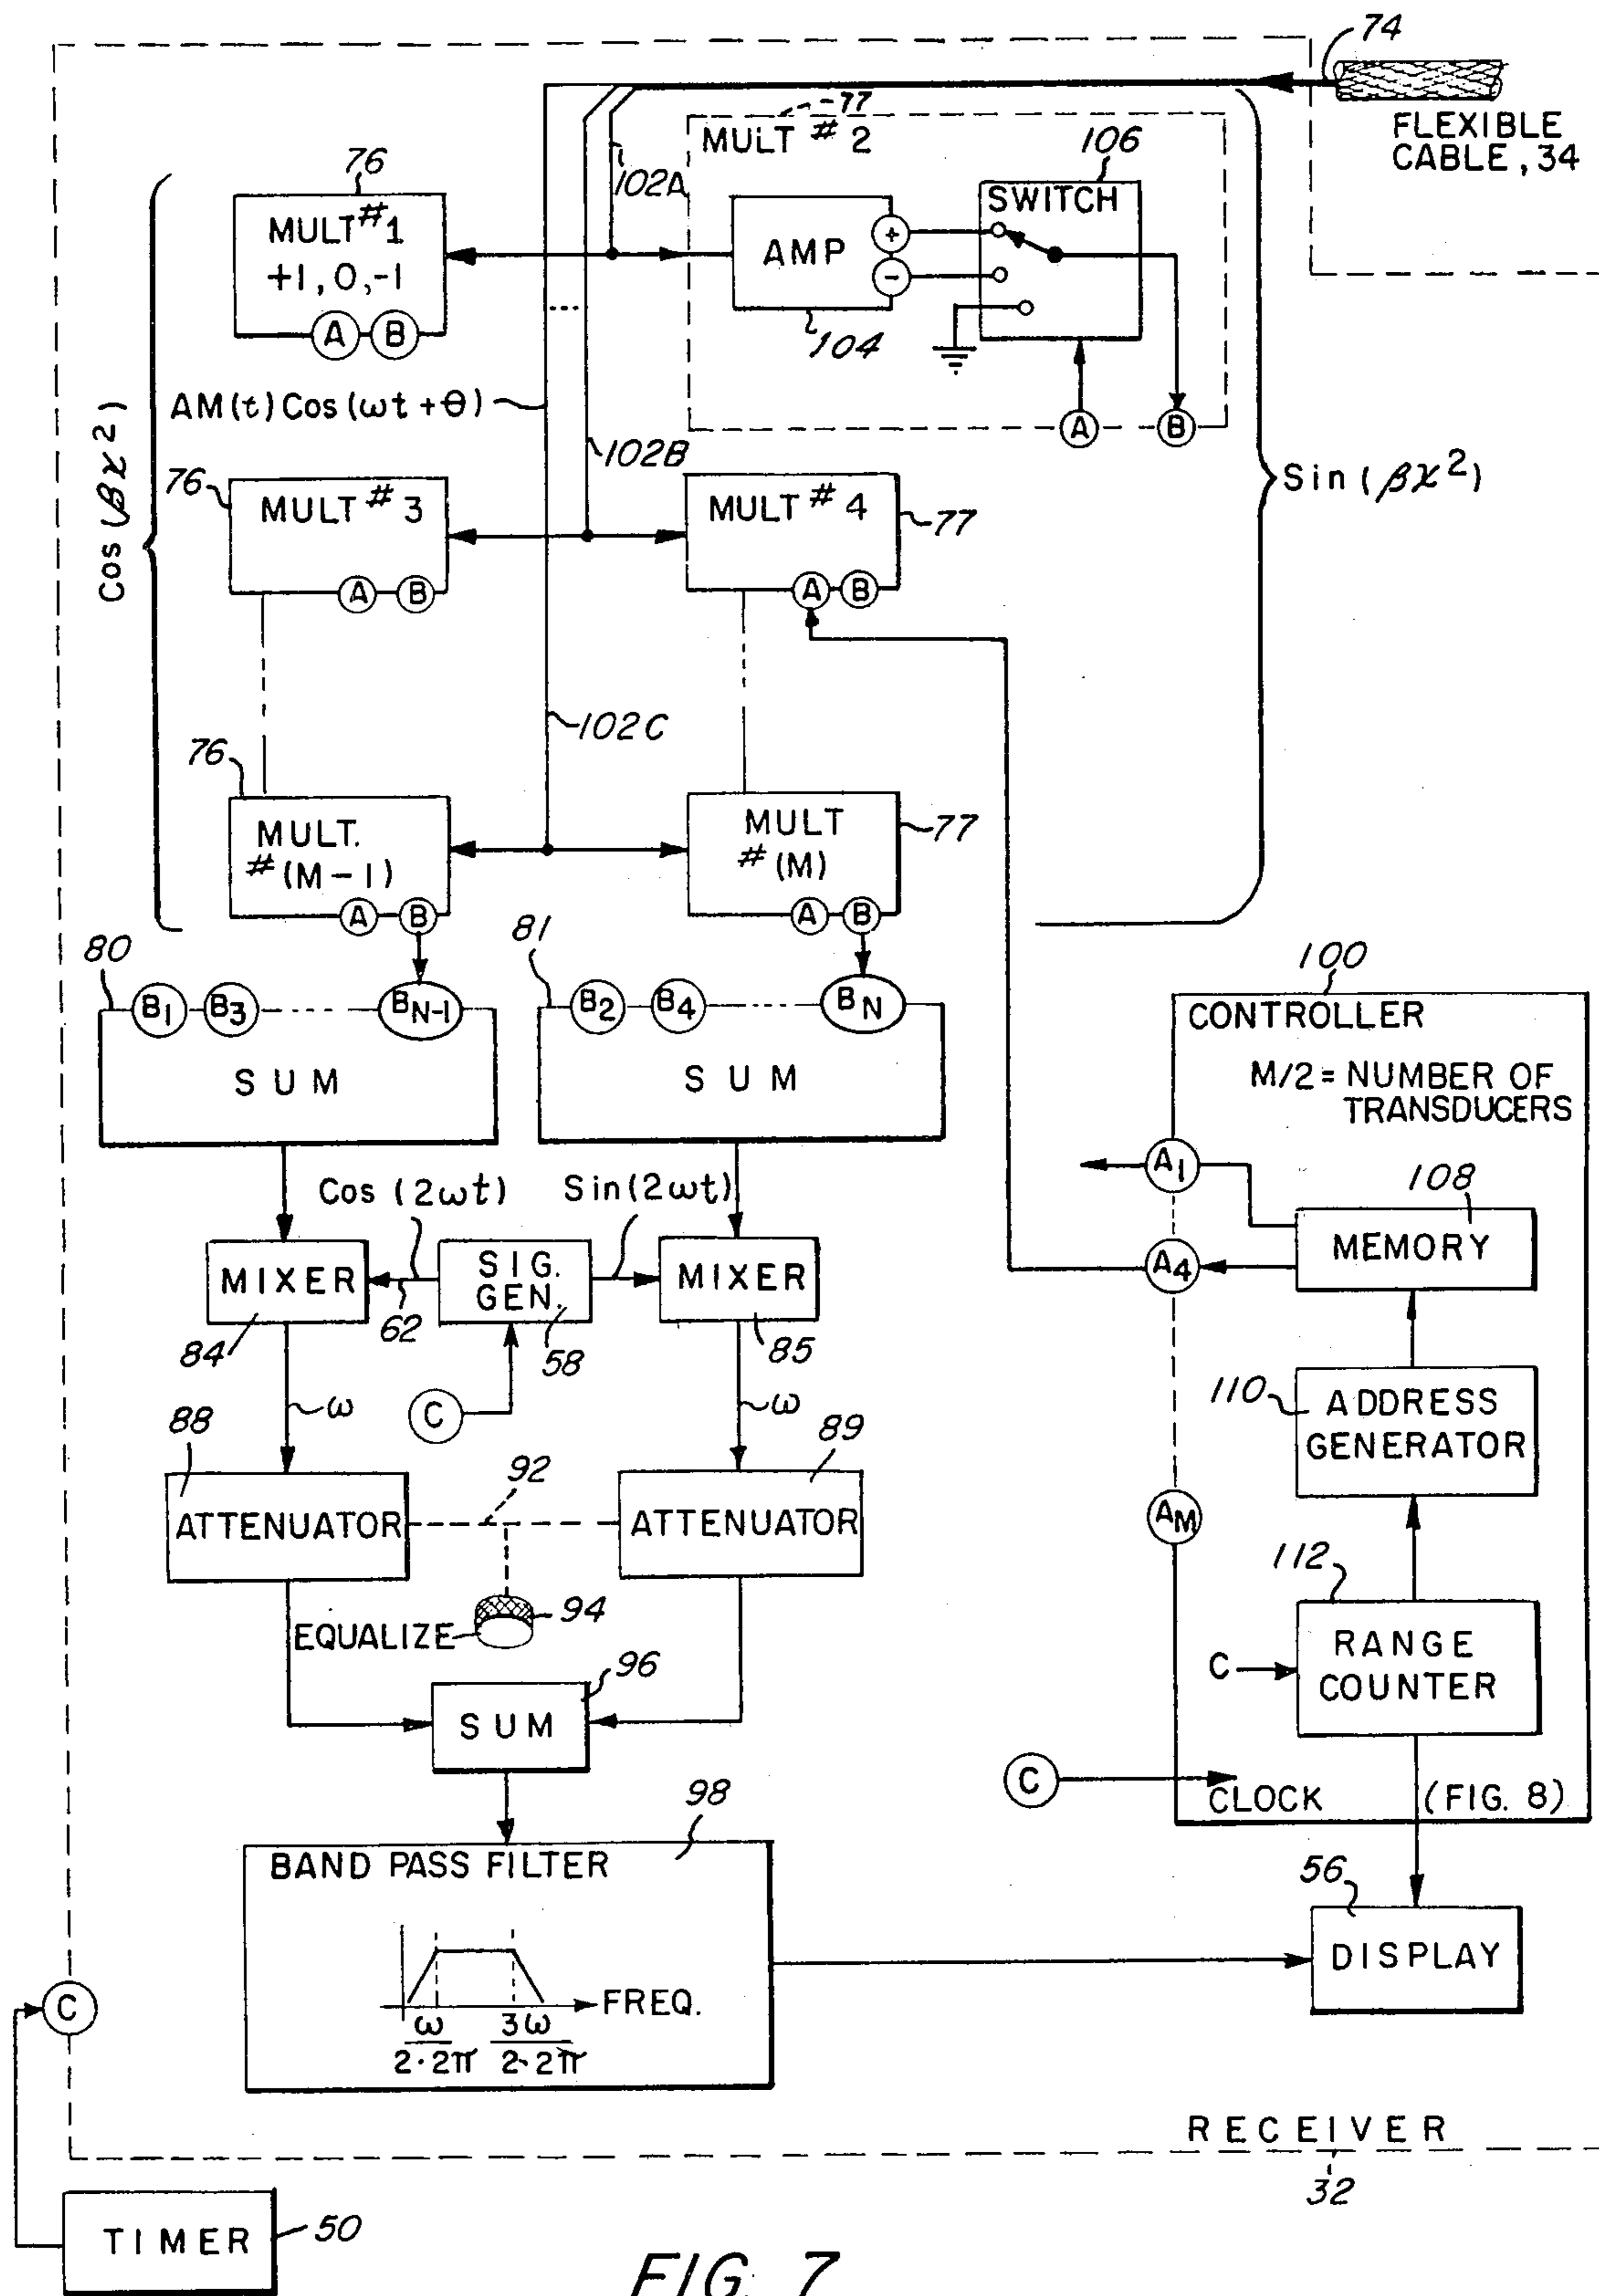 74
FLEXIBLE
CABLE, 34
77
MULT # 2
106
SWITCH
102A
76
MULT #1
+1, 0, -1
A B
AMP
+
-
104
A B
AM(t) Cos(ωt + θ)
Cos (βx²)
102B
Sin (βx²)
76
MULT # 3
A B
MULT # 4
77
A B
102C
76
MULT.
#(M-1)
A B
MULT
# (M)
77
A B
80
B1 B3 BN-1
SUM
81
B2 B4 BN
SUM
100
CONTROLLER
M/2 = NUMBER OF
TRANSDUCERS
A1
108
MEMORY
A4
Cos (2ωt)
Sin (2ωt)
MIXER
84
62
SIG.
GEN.
58
MIXER
85
C
ω
ω
110
ADDRESS
GENERATOR
88
ATTENUATOR
92
89
ATTENUATOR
AM
112
RANGE
COUNTER
C
EQUALIZE
94
96
SUM
C
CLOCK
(FIG. 8)
98
BAND PASS FILTER
FREQ.
ω
2·2π
3ω
2·2π
56
DISPLAY
C
RECEIVER
32
TIMER
50
FIG. 7